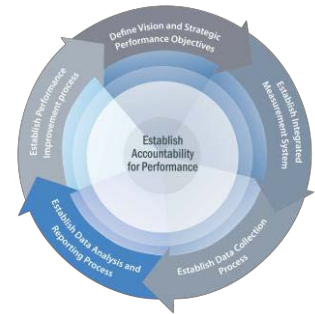 Define Vision and Strategic
Performance Objectives
Establish Integrated
Measurement System
Establish Data Collection
Process
Establish Data Analysis and
Reporting Process
Establish Performance
Improvement process
Establish
Accountability
for Performance